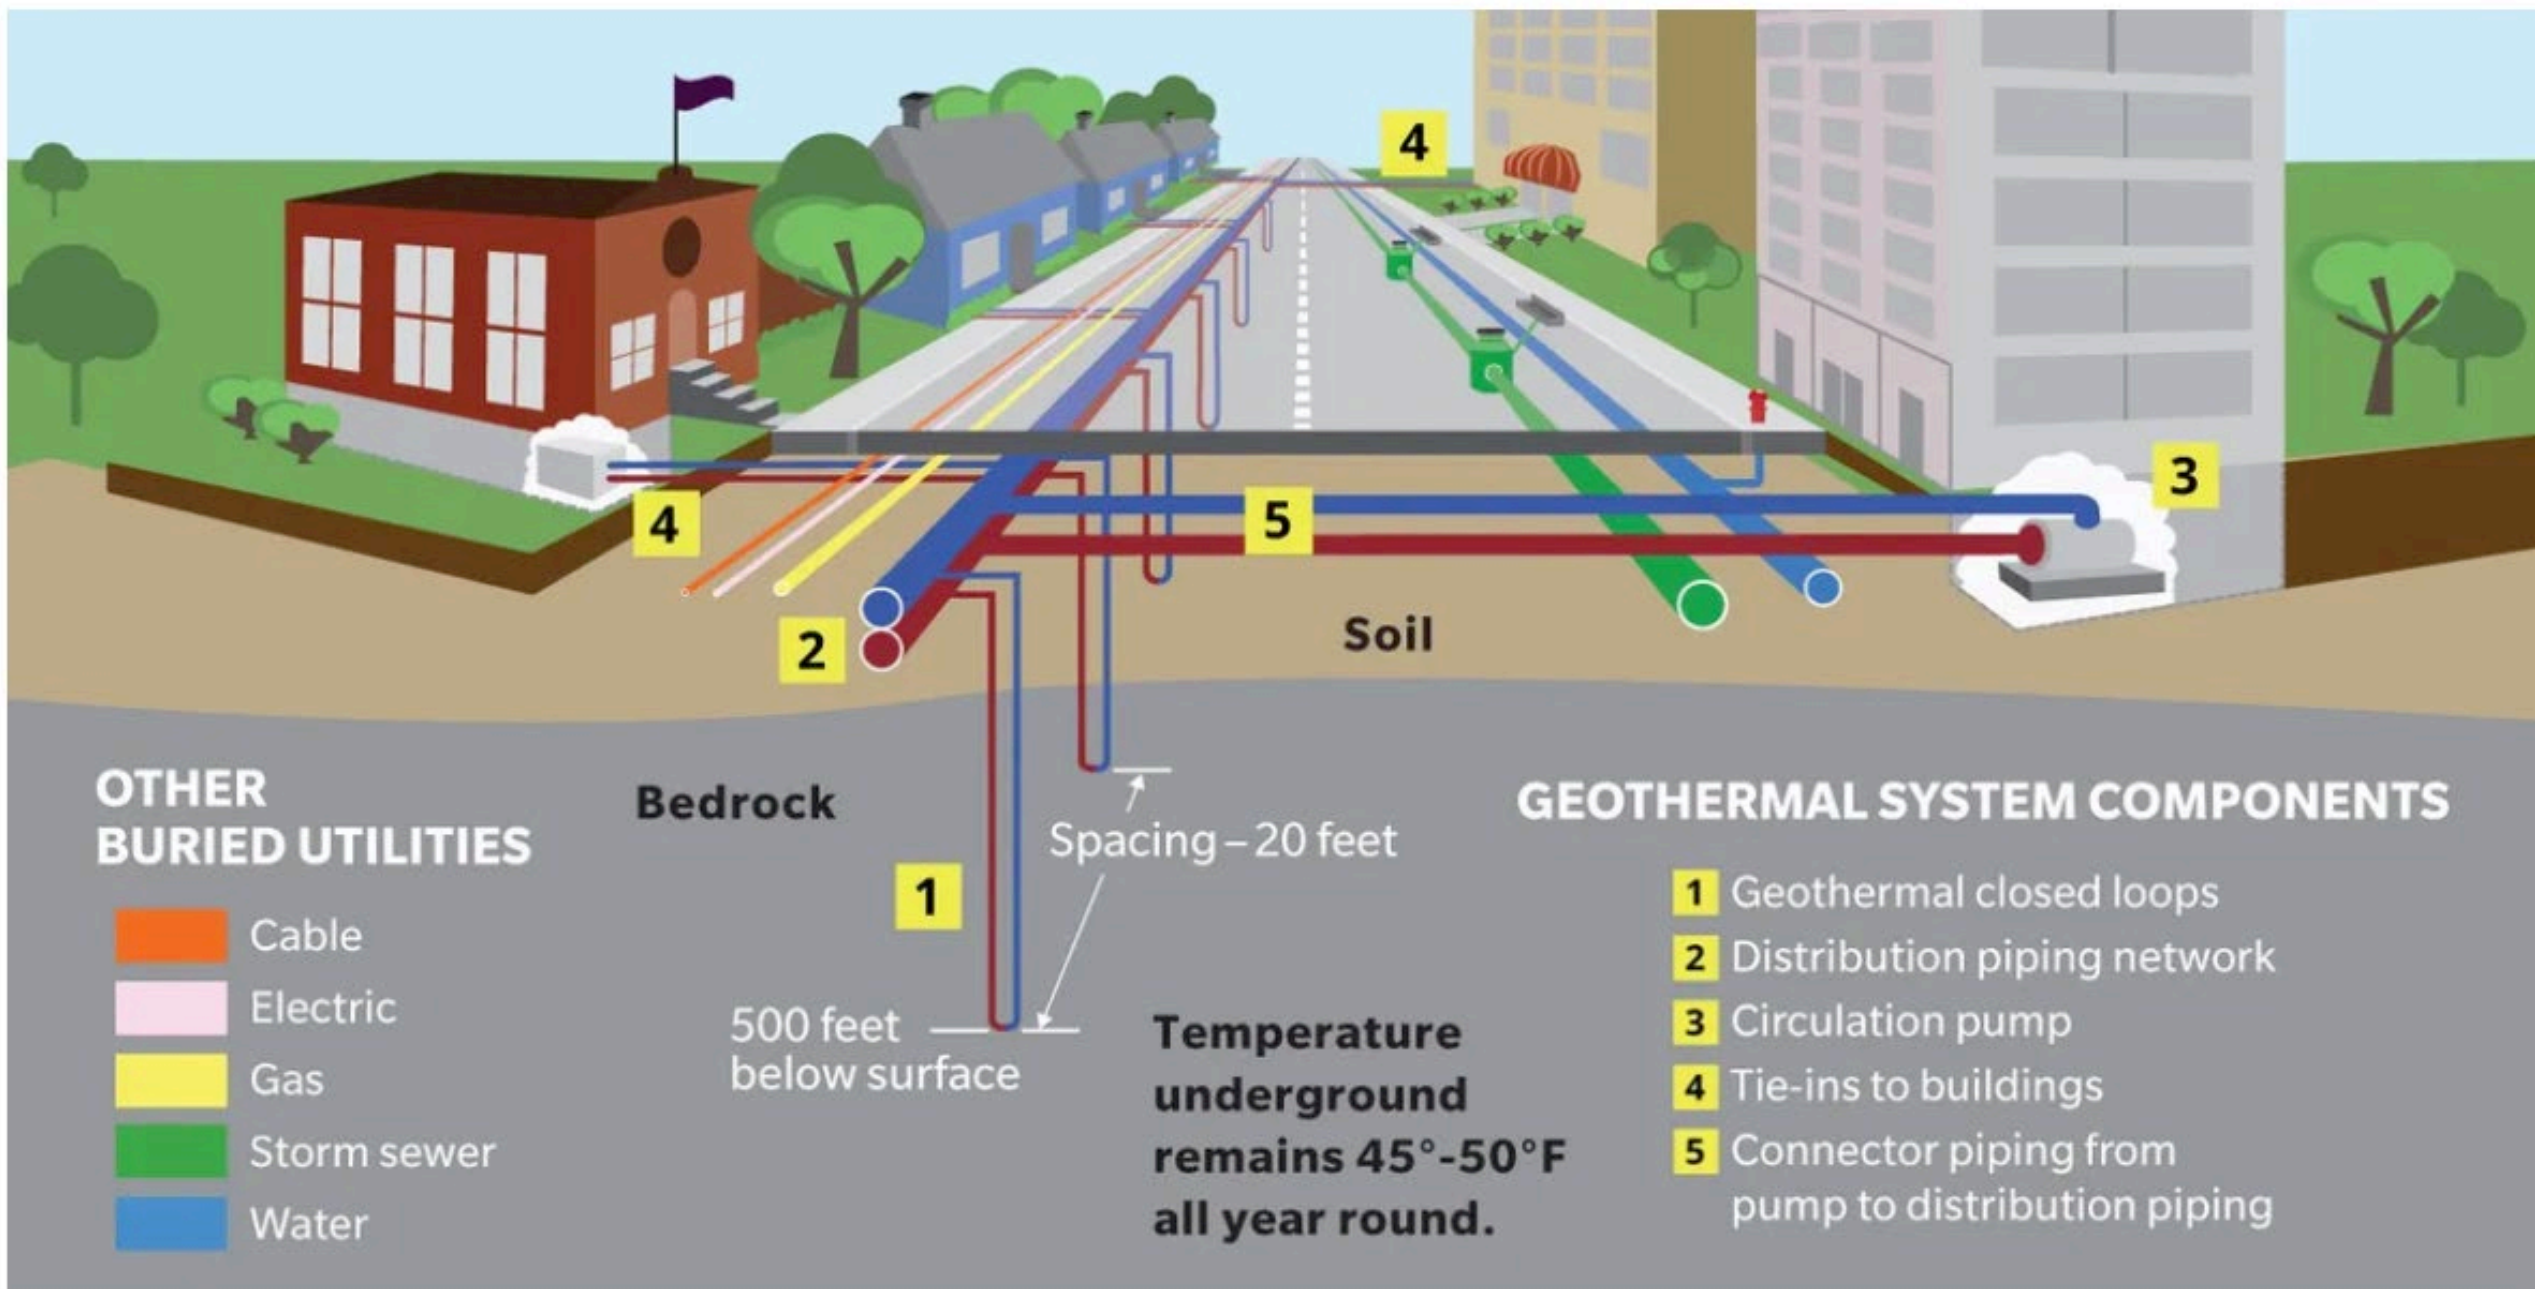 4
3
4
5
2
Soil
Bedrock
Spacing – 20 feet
1
500 feet
below surface
Temperature
underground
remains 45°-50°F
all year round.
OTHER
BURIED UTILITIES
Cable
Electric
Gas
Storm sewer
Water
GEOTHERMAL SYSTEM COMPONENTS
1 Geothermal closed loops
2 Distribution piping network
3 Circulation pump
4 Tie-ins to buildings
5 Connector piping from
pump to distribution piping